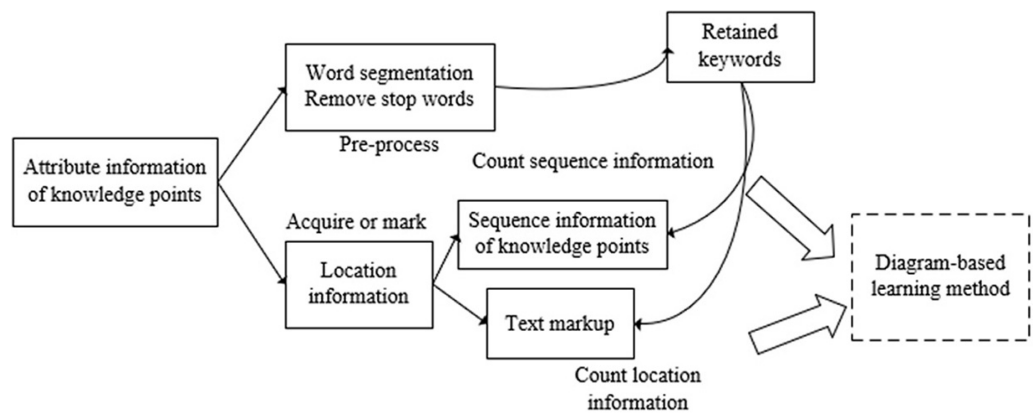 Retained
keywords
Word segmentation
Remove stop words
Pre-process
Attribute information
of knowledge points
Count sequence information
Acquire or mark
Sequence information
of knowledge points
Location
information
Diagram-based
learning method
Text markup
Count location
information